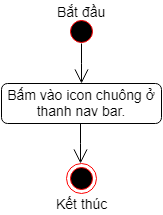 Bắt đầu
Bấm vào icon chuông ở
thanh nav bar.
Kết thúc